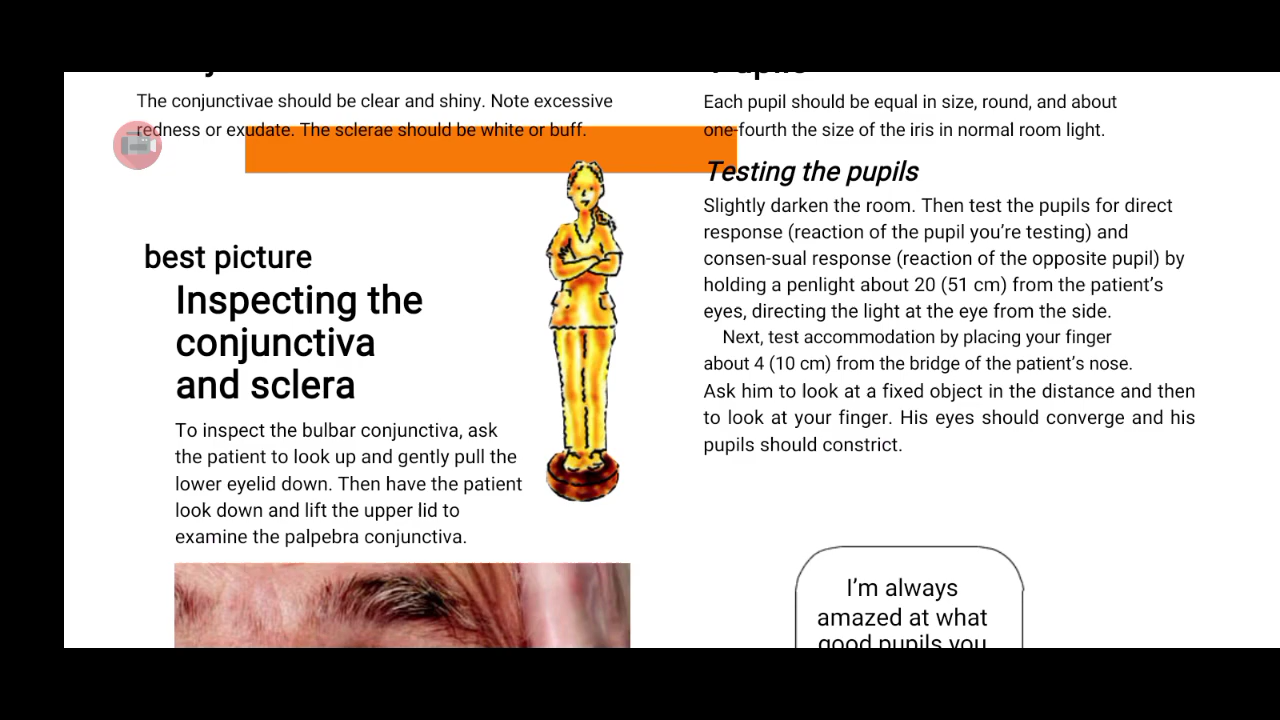 The conjunctivae should be clear and shiny. Note excessive
redness or exudate. The sclerae should be white or buff.
best picture
Inspecting the
conjunctiva
and sclera
To inspect the bulbar conjunctiva, ask
the patient to look up and gently pull the
lower eyelid down. Then have the patient
look down and lift the upper lid to
examine the palpebra conjunctiva.
Pupils
Each pupil should be equal in size, round, and about
one-fourth the size of the iris in normal room light.
Testing the pupils
Slightly darken the room. Then test the pupils for direct
response (reaction of the pupil you’re testing) and
consen-sual response (reaction of the opposite pupil) by
holding a penlight about 20 (51 cm) from the patient’s
eyes, directing the light at the eye from the side.
Next, test accommodation by placing your finger
about 4 (10 cm) from the bridge of the patient’s nose.
Ask him to look at a fixed object in the distance and then
to look at your finger. His eyes should converge and his
pupils should constrict.
I’m always
amazed at what
good pupils you